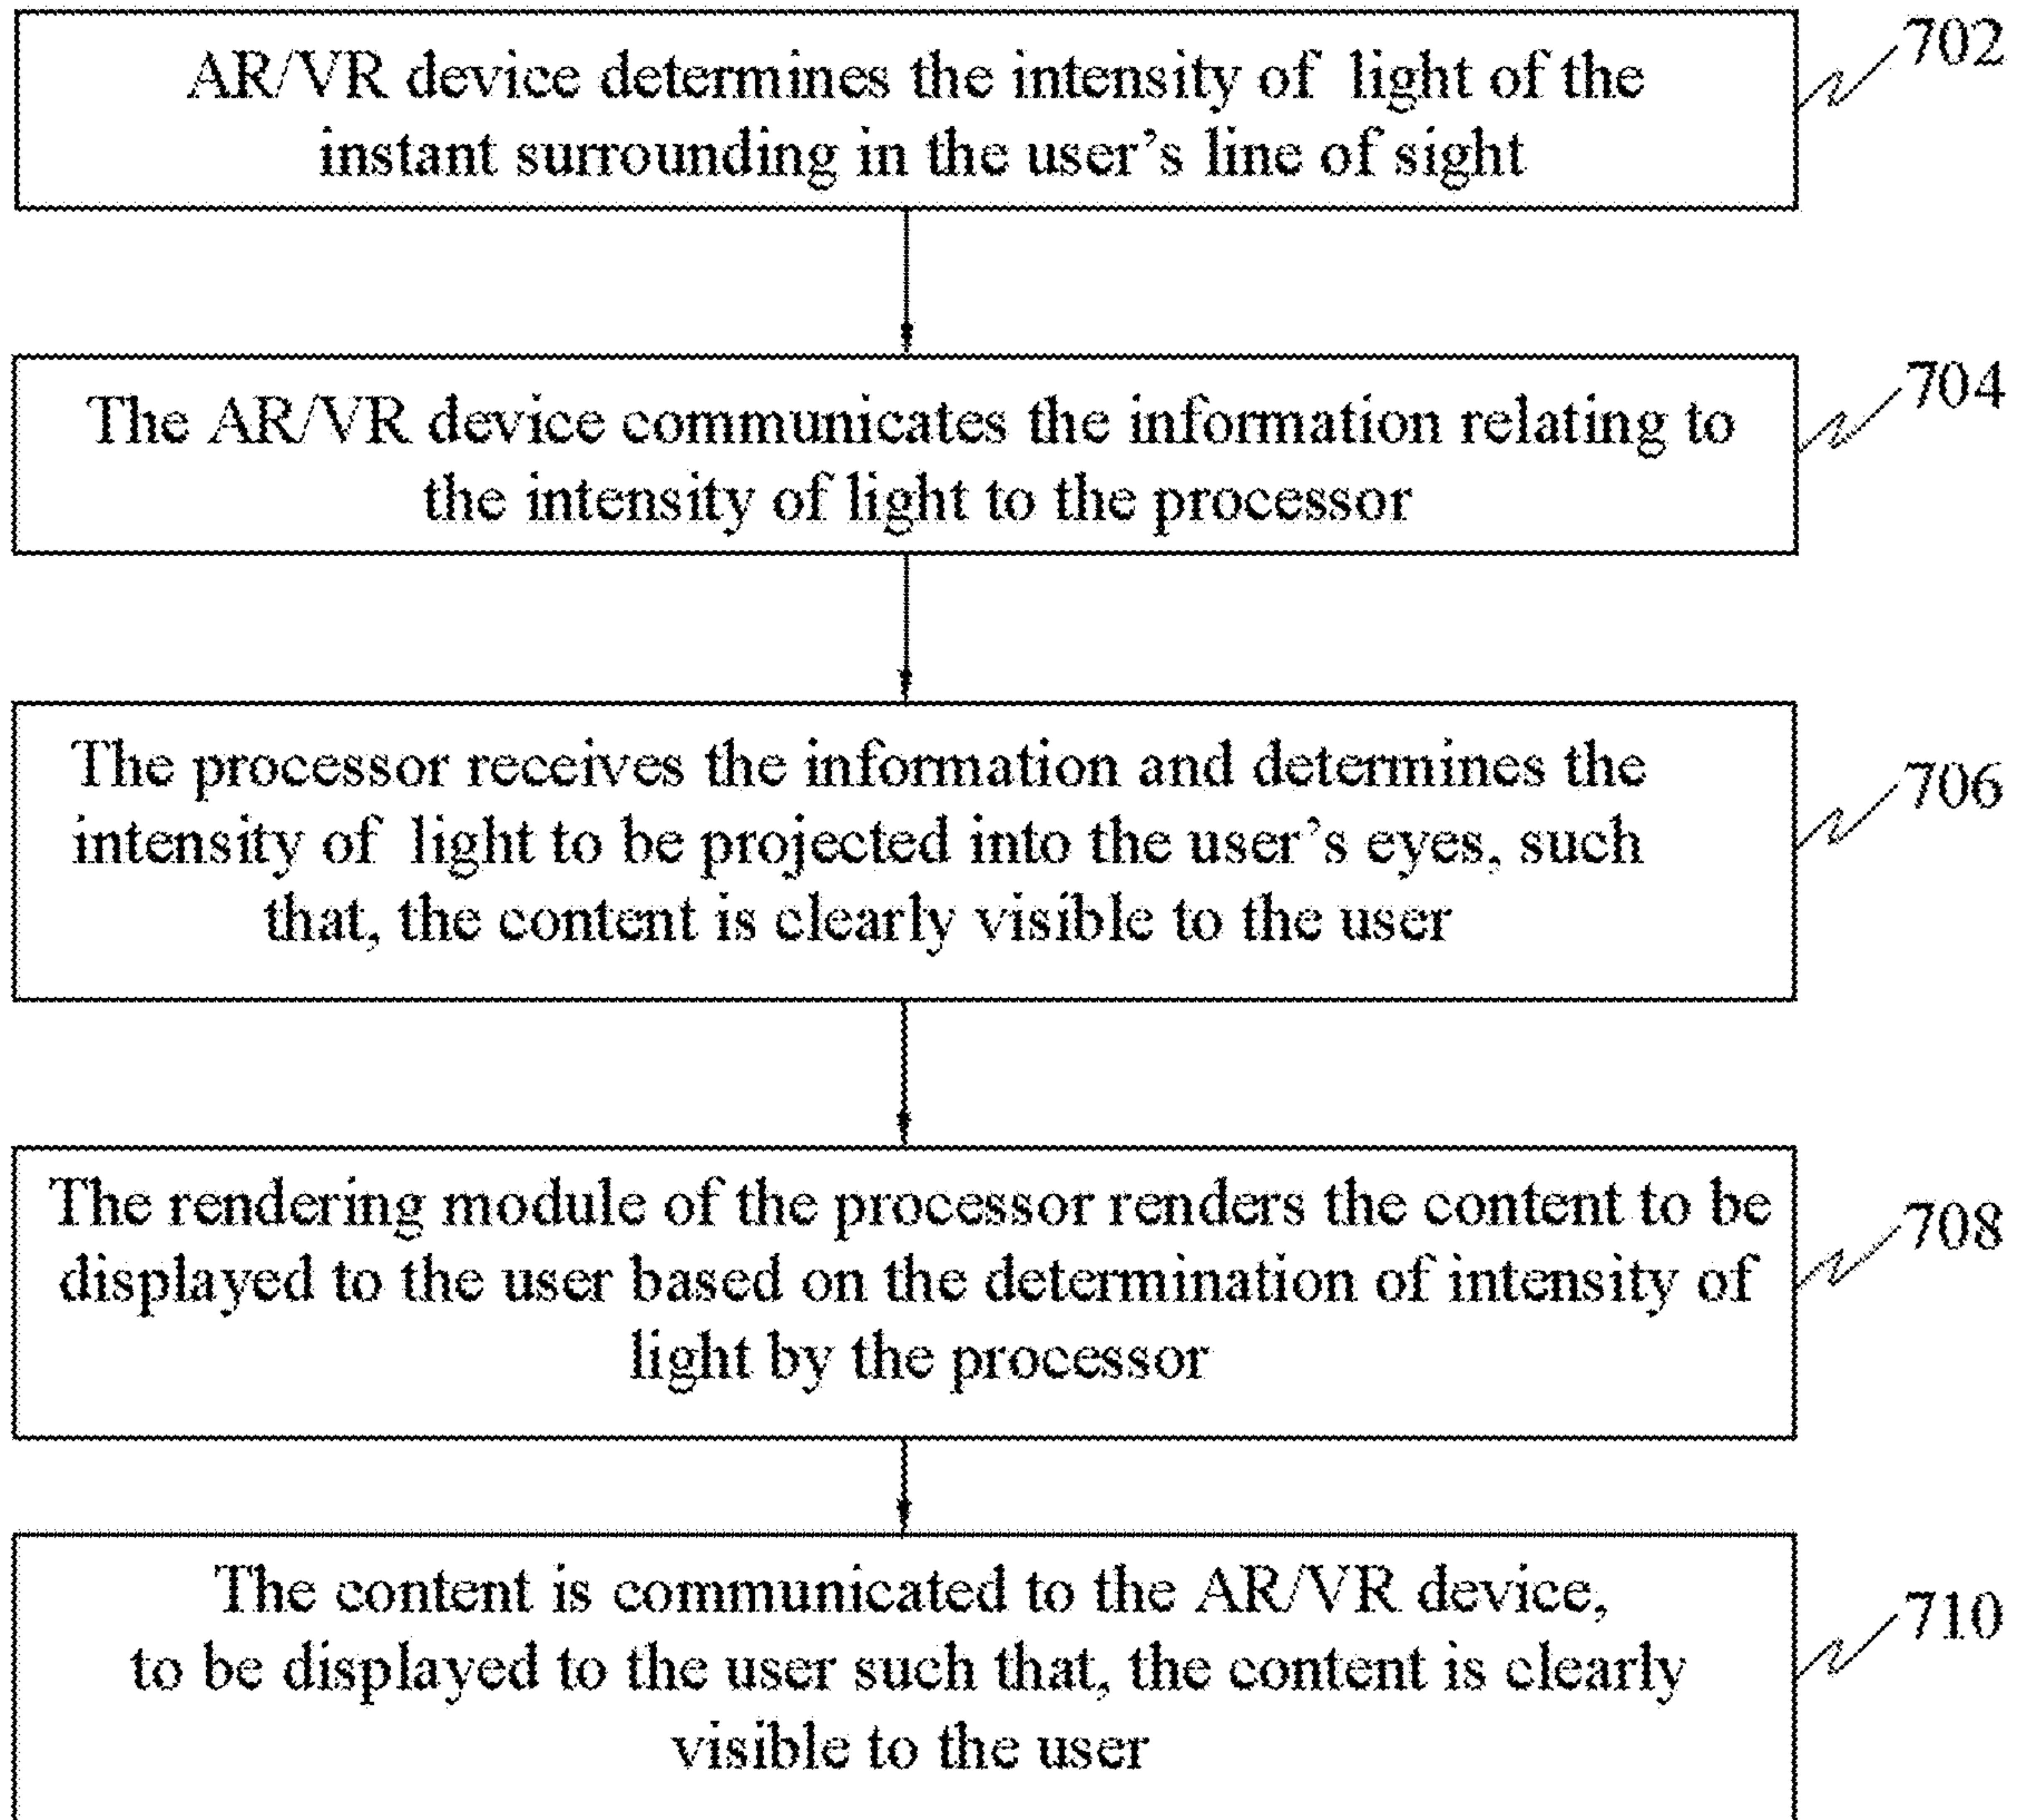 AR/VR device determines the intensity of light of the
instant surrounding in the user's line of sight
702
The AR/VR device communicates the information relating to
the intensity of light to the processor
704
The processor receives the information and determines the
intensity of light to be projected into the user's eyes, such
that, the content is clearly visible to the user
706
The rendering module of the processor renders the content to be
displayed to the user based on the determination of intensity of
light by the processor
708
The content is communicated to the AR/VR device,
to be displayed to the user such that, the content is clearly
visible to the user
710